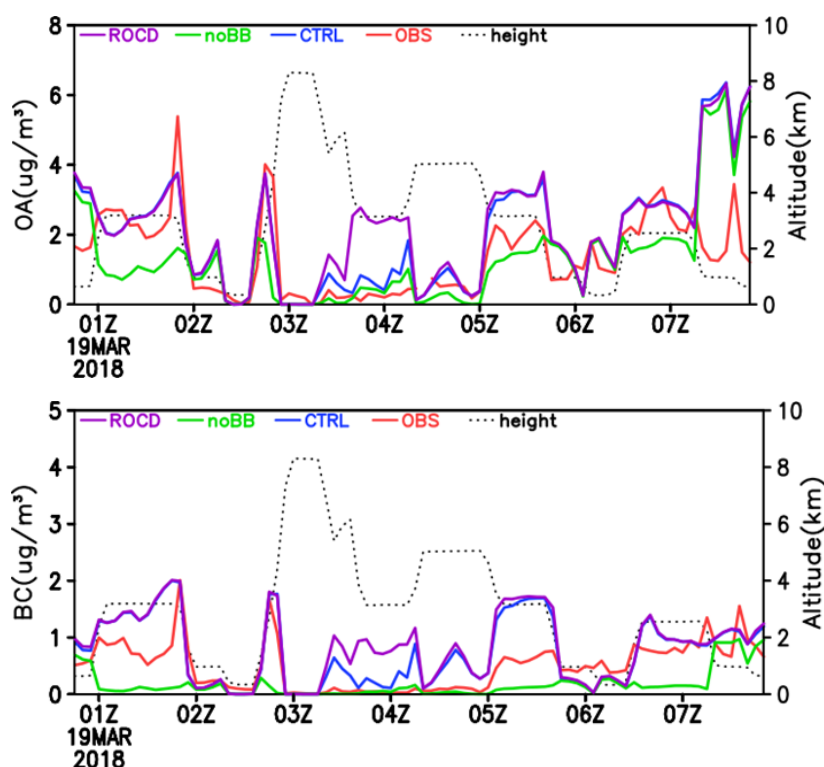 8 10
ROCD noBB CTRL OBS height
8
6
6
4
4
2
2
0 0
OA(ug/m³)
Altitude(km)
01Z 02Z 03Z 04Z 05Z 06Z 07Z
19MAR
2018
5 10
ROCD noBB CTRL OBS height
4 8
3 6
2 4
1 2
0 0
BC(ug/m³)
Altitude(km)
01Z 02Z 03Z 04Z 05Z 06Z 07Z
19MAR
2018